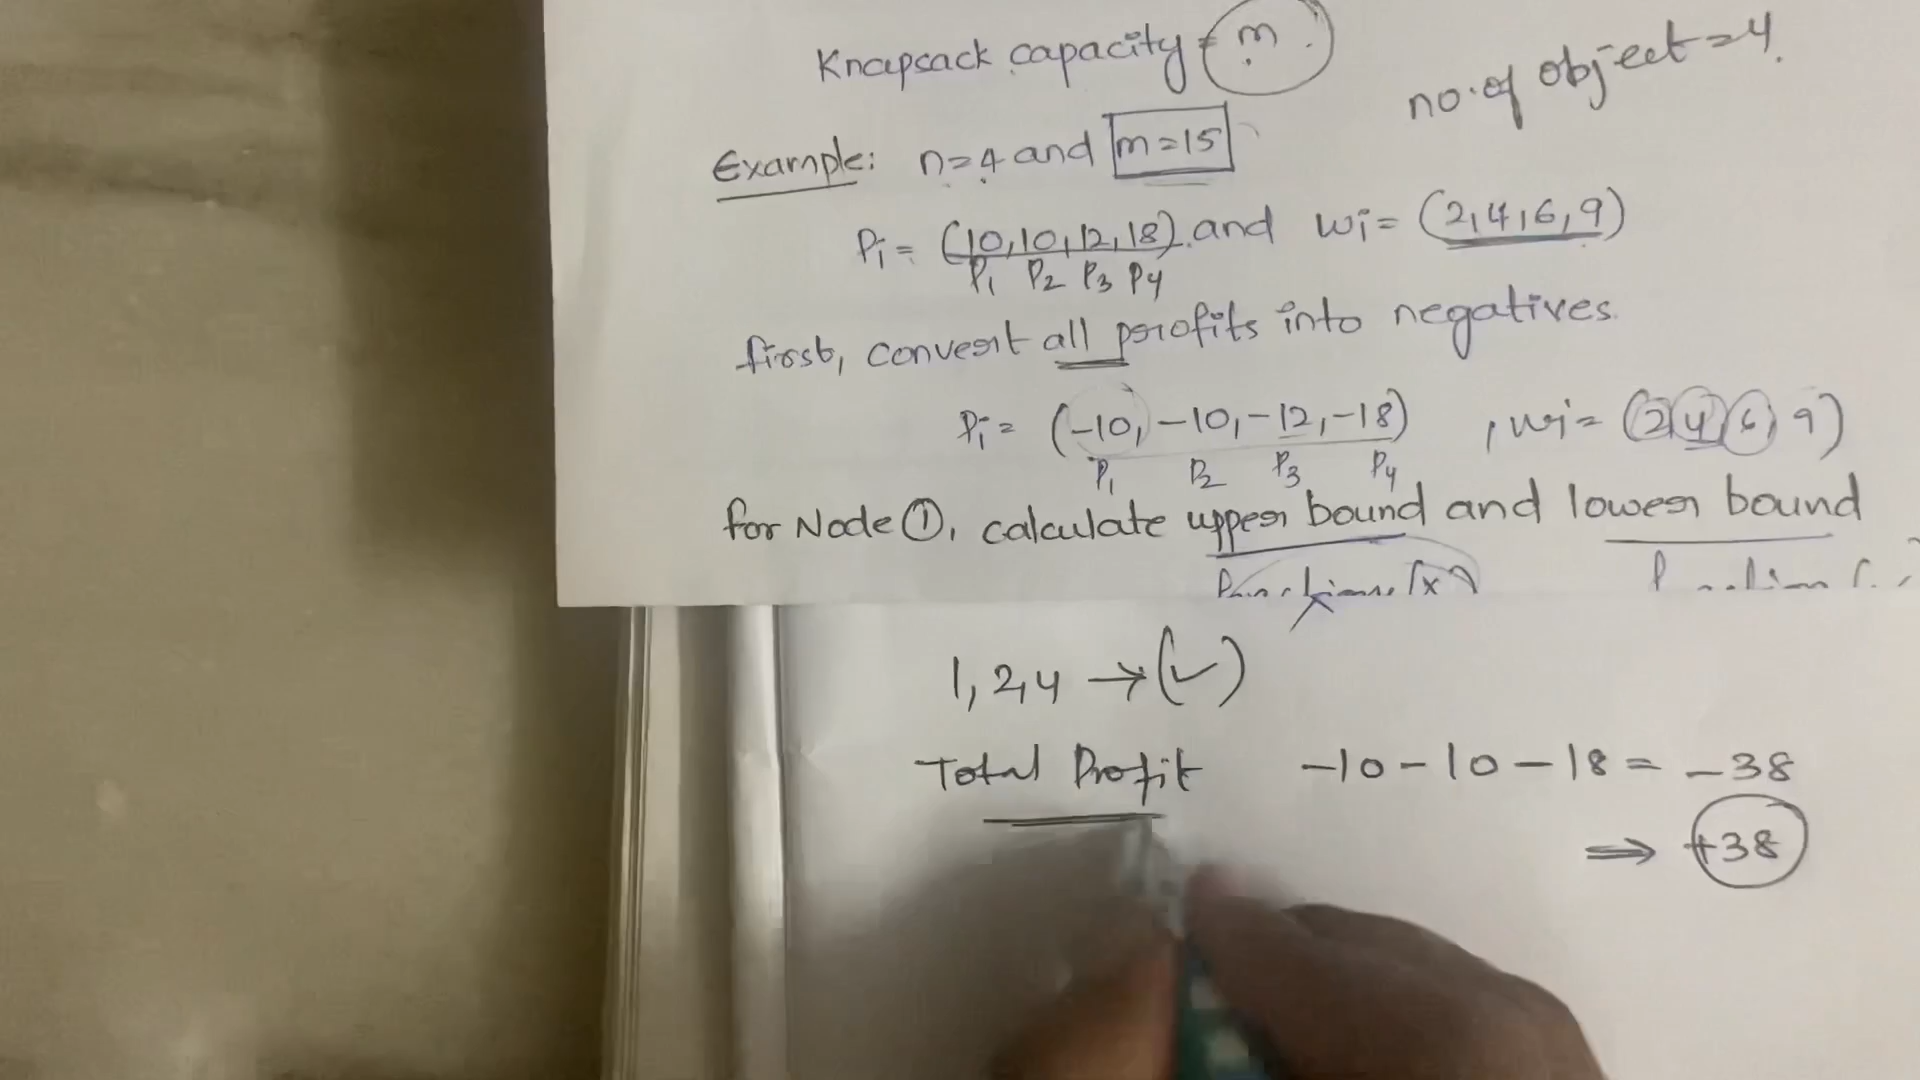 Knapsack capacity = m.
no. of object = 4.
Example: n=4 and m=15
Pi = (10,10,12,18). and wi= (2,4,6,9)
P1 P2 P3 P4
first, convert all profits into negatives.
Pi = (-10, -10, -12, -18) , wi= (2,4,6,9)
P1 P2 P3 P4
for Node ①, calculate upper bound and lower bound
(x)
1,2,4 → (✓)
Total Profit -10-10-18 = -38
⇒ +38